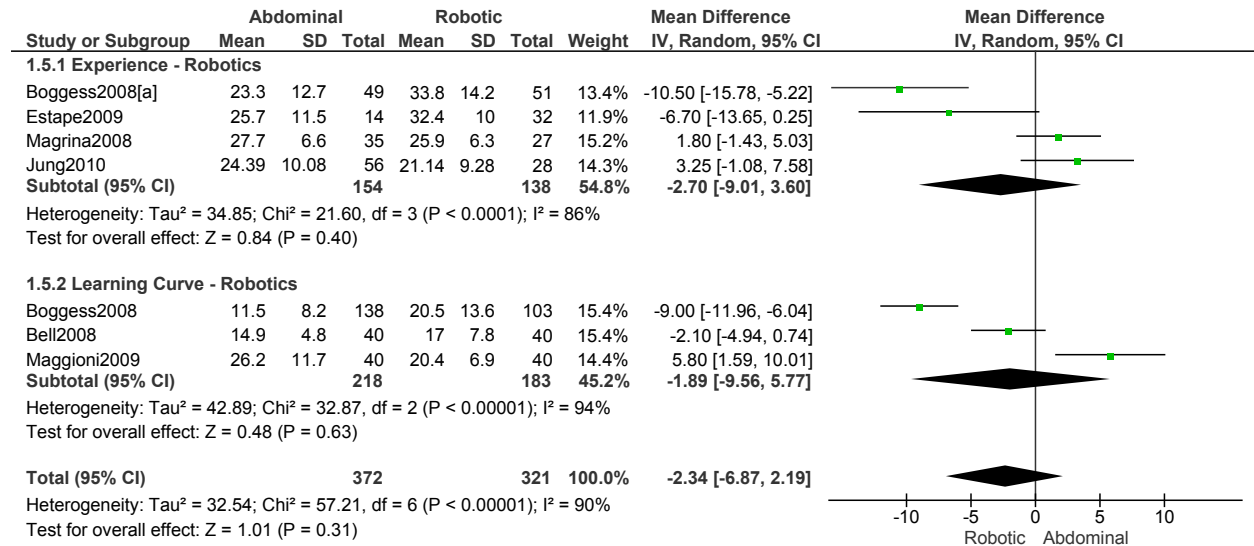 Abdominal Robotic Mean Difference Mean Difference
Study or Subgroup Mean SD Total Mean SD Total Weight IV, Random, 95% CI IV, Random, 95% CI
1.5.1 Experience - Robotics
Boggess2008[a] 23.3 12.7 49 33.8 14.2 51 13.4% -10.50 [-15.78, -5.22]
Estape2009 25.7 11.5 14 32.4 10 32 11.9% -6.70 [-13.65, 0.25]
Magrina2008 27.7 6.6 35 25.9 6.3 27 15.2% 1.80 [-1.43, 5.03]
Jung2010 24.39 10.08 56 21.14 9.28 28 14.3% 3.25 [-1.08, 7.58]
Subtotal (95% CI) 154 138 54.8% -2.70 [-9.01, 3.60]
Heterogeneity: Tau² = 34.85; Chi² = 21.60, df = 3 (P < 0.0001); I² = 86%
Test for overall effect: Z = 0.84 (P = 0.40)
1.5.2 Learning Curve - Robotics
Boggess2008 11.5 8.2 138 20.5 13.6 103 15.4% -9.00 [-11.96, -6.04]
Bell2008 14.9 4.8 40 17 7.8 40 15.4% -2.10 [-4.94, 0.74]
Maggioni2009 26.2 11.7 40 20.4 6.9 40 14.4% 5.80 [1.59, 10.01]
Subtotal (95% CI) 218 183 45.2% -1.89 [-9.56, 5.77]
Heterogeneity: Tau² = 42.89; Chi² = 32.87, df = 2 (P < 0.00001); I² = 94%
Test for overall effect: Z = 0.48 (P = 0.63)
Total (95% CI) 372 321 100.0% -2.34 [-6.87, 2.19]
Heterogeneity: Tau² = 32.54; Chi² = 57.21, df = 6 (P < 0.00001); I² = 90%
Test for overall effect: Z = 1.01 (P = 0.31)
-10 -5 0 5 10
Robotic Abdominal